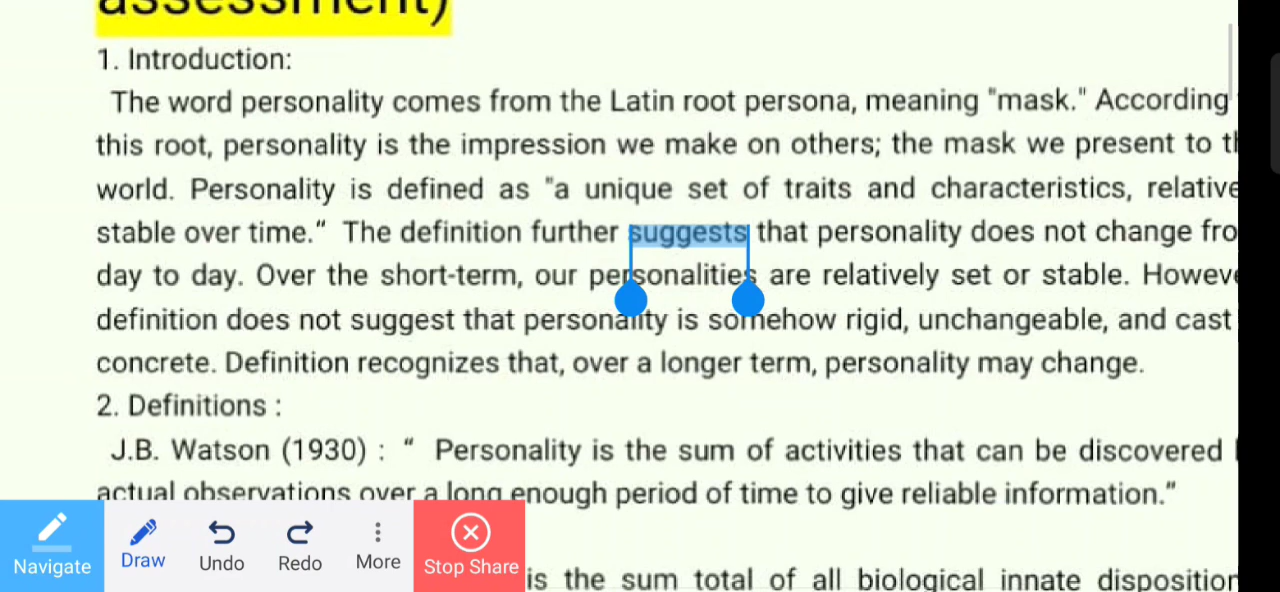 assessment)
1. Introduction:
The word personality comes from the Latin root persona, meaning "mask." According
this root, personality is the impression we make on others; the mask we present to
world. Personality is defined as "a unique set of traits and characteristics, relative
stable over time.“ The definition further suggests that personality does not change fro
day to day. Over the short-term, our personalities are relatively set or stable. Howeve
definition does not suggest that personality is somehow rigid, unchangeable, and cast
concrete. Definition recognizes that, over a longer term, personality may change.
2. Definitions :
J.B. Watson (1930) : “ Personality is the sum of activities that can be discovered
actual observations over a long enough period of time to give reliable information.”
is the sum total of all biological innate disposition
Navigate Draw Undo Redo More Stop Share